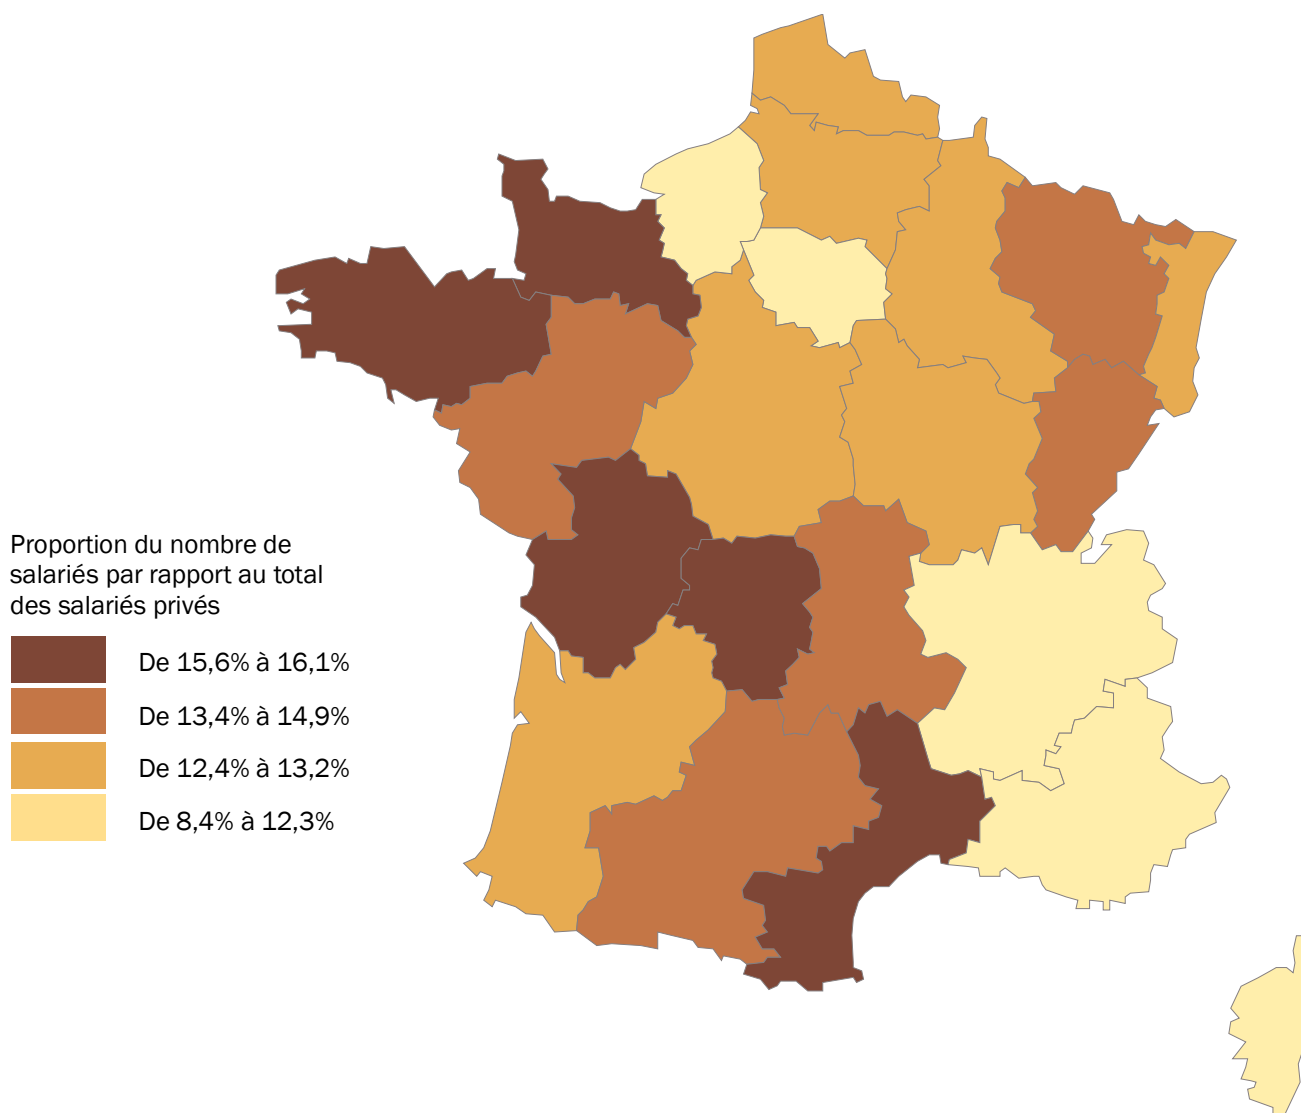 Proportion du nombre de
salariés par rapport au total
des salariés privés
De 15,6% à 16,1%
De 13,4% à 14,9%
De 12,4% à 13,2%
De 8,4% à 12,3%